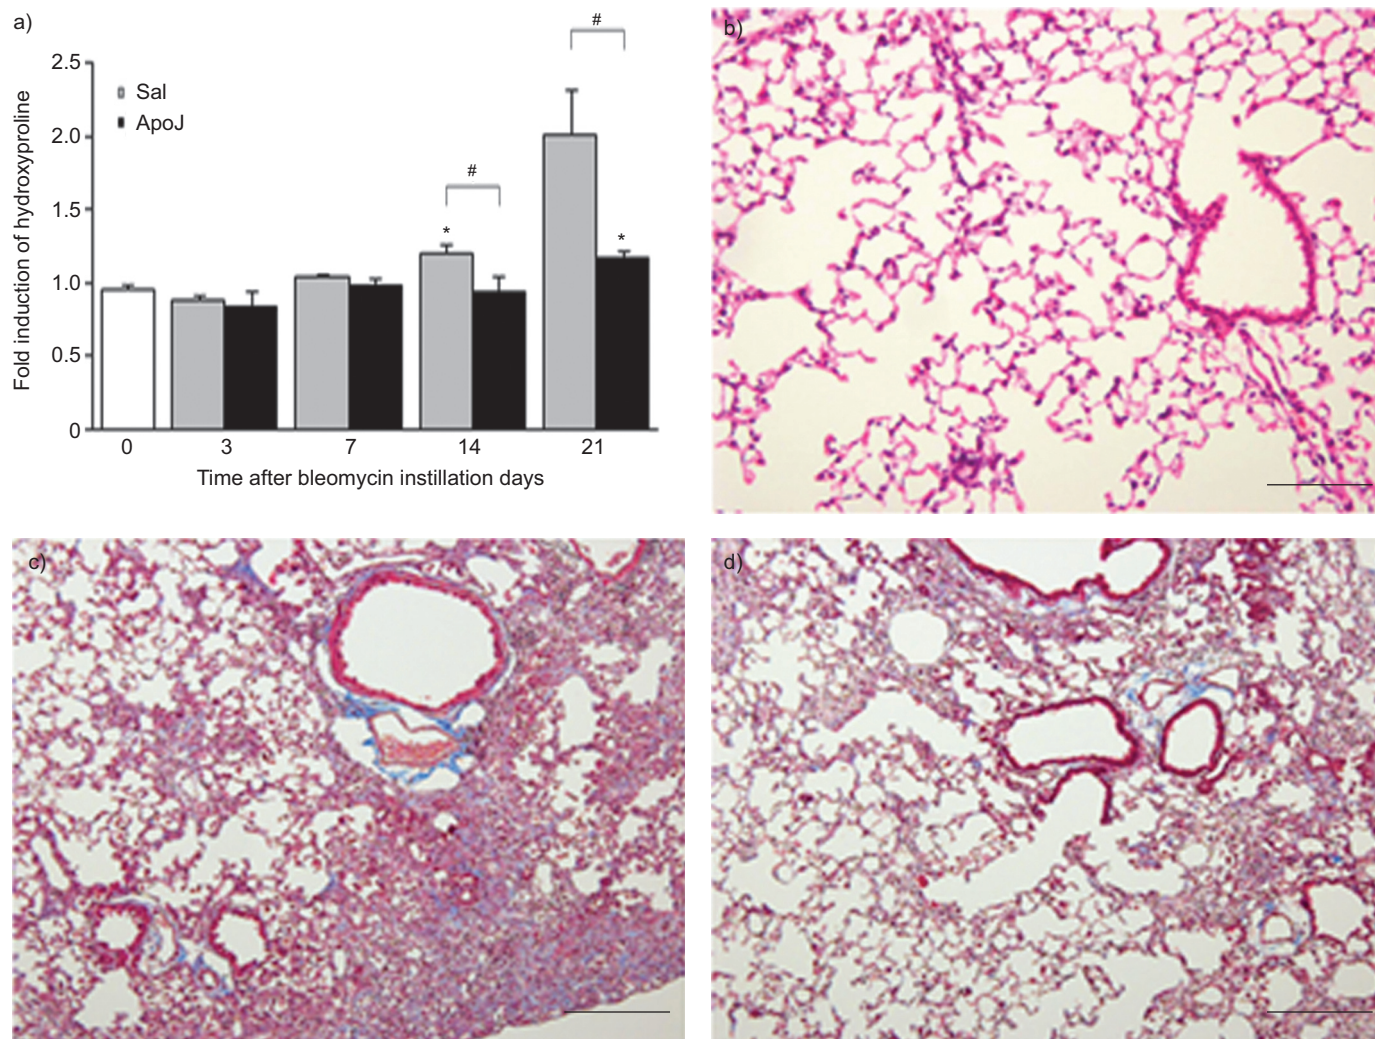 a)
#
2.5
Sal
ApoJ
2.0
#
1.5
*
*
1.0
0.5
0
Fold induction of hydroxyproline
0 3 7 14 21
Time after bleomycin instillation days
b)
c)
d)